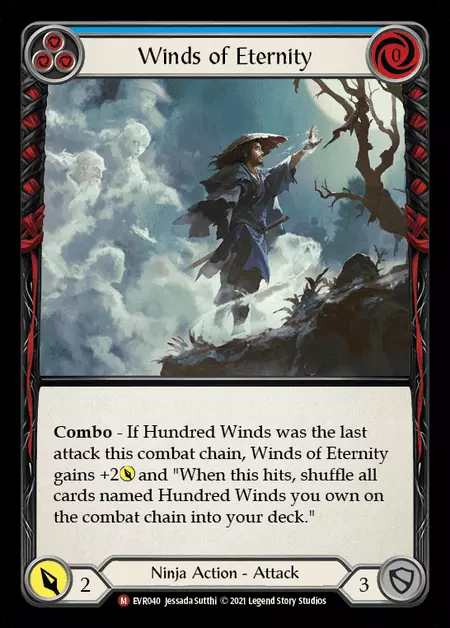 Winds of Eternity
0
Combo - If Hundred Winds was the last
attack this combat chain, Winds of Eternity
gains +2 and "When this hits, shuffle all
cards named Hundred Winds you own on
the combat chain into your deck."
2
Ninja Action - Attack
3
M EVR040 Jessada Sutthi © 2021 Legend Story Studios